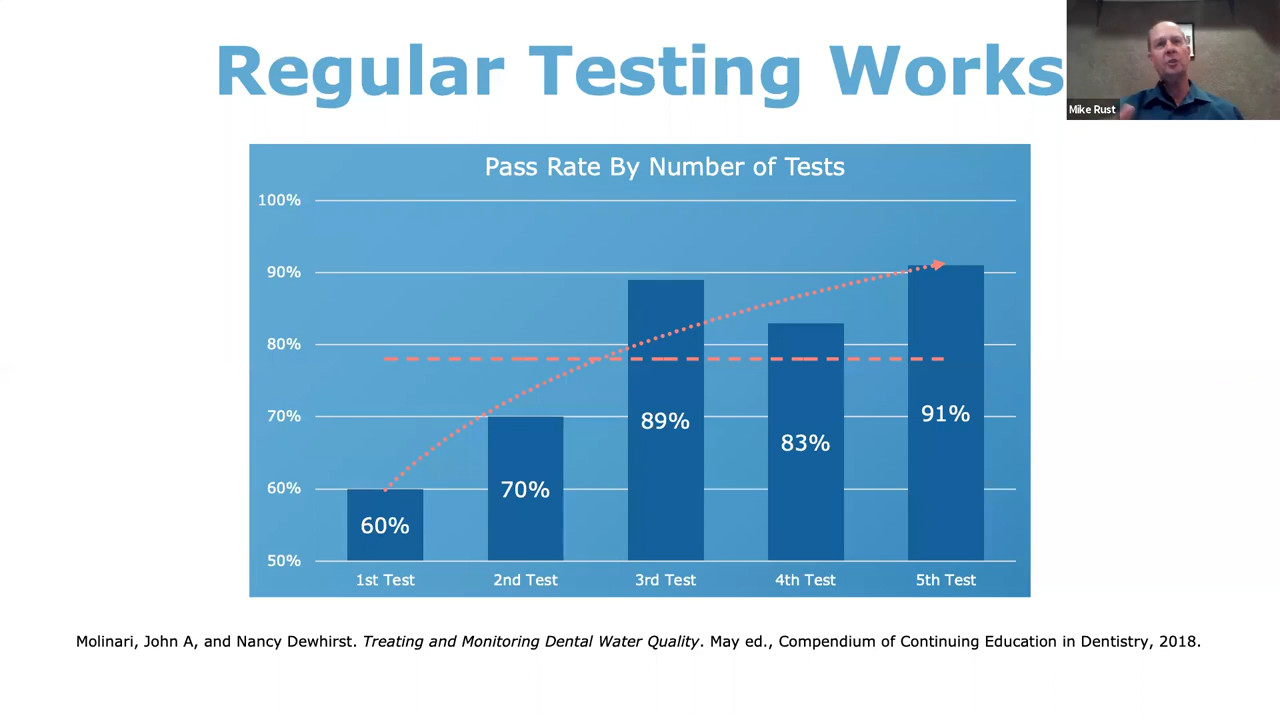 Regular Testing Works
Mike Rust
Pass Rate By Number of Tests
100%
90%
80%
70%
60%
50%
60%
70%
89%
83%
91%
1st Test
2nd Test
3rd Test
4th Test
5th Test
Molinari, John A, and Nancy Dewhirst. Treating and Monitoring Dental Water Quality. May ed., Compendium of Continuing Education in Dentistry, 2018.